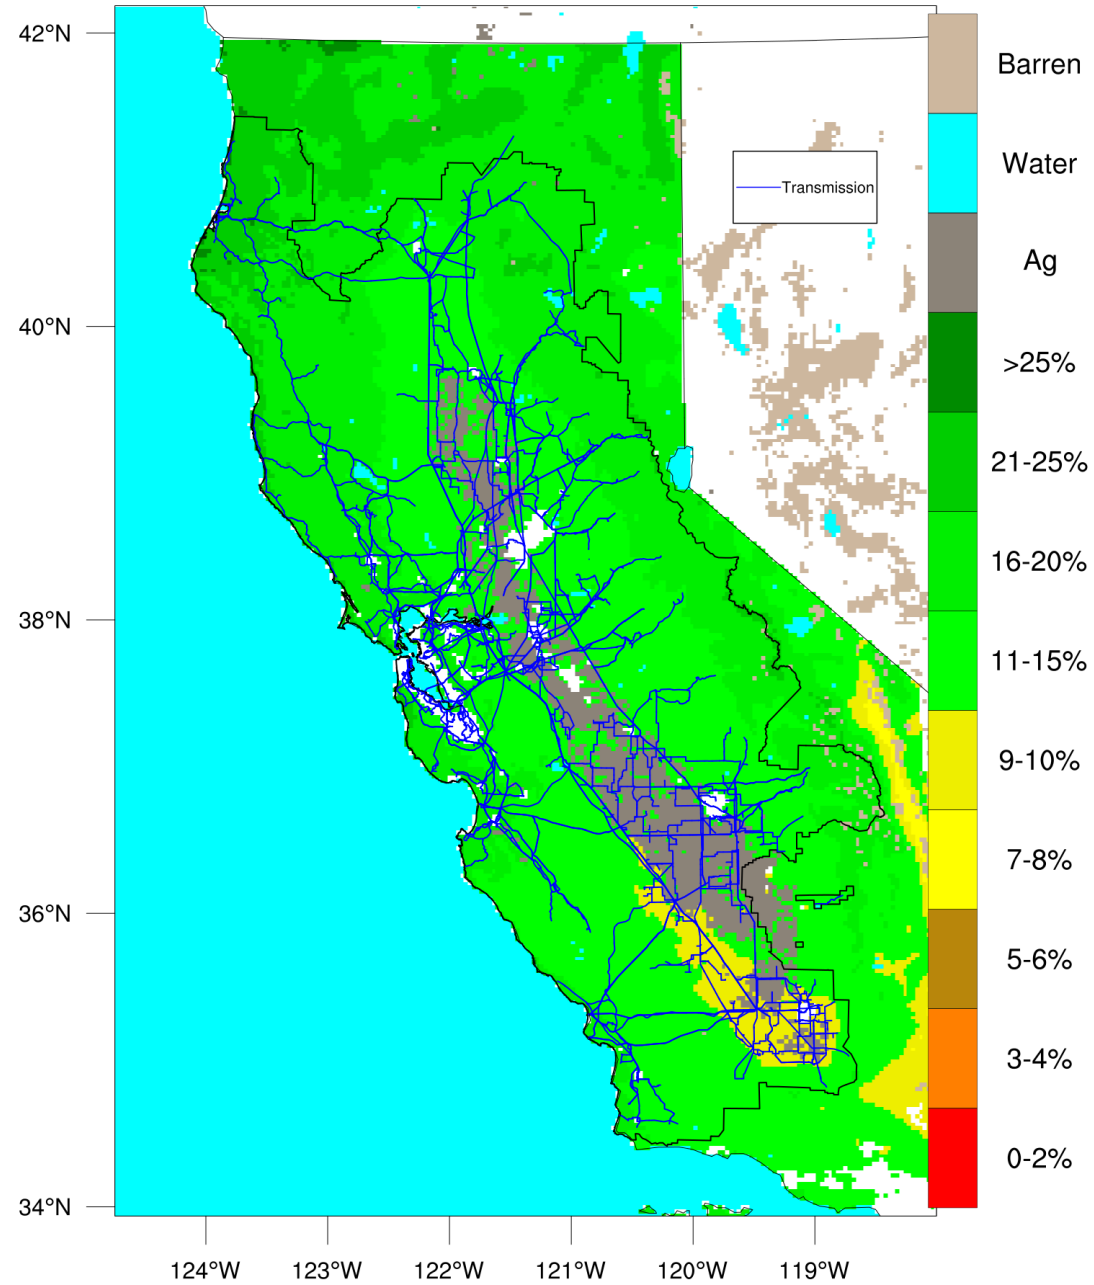 42°N
40°N
38°N
36°N
34°N
124°W
123°W
122°W
121°W
120°W
119°W
Transmission
Barren
Water
Ag
>25%
21-25%
16-20%
11-15%
9-10%
7-8%
5-6%
3-4%
0-2%